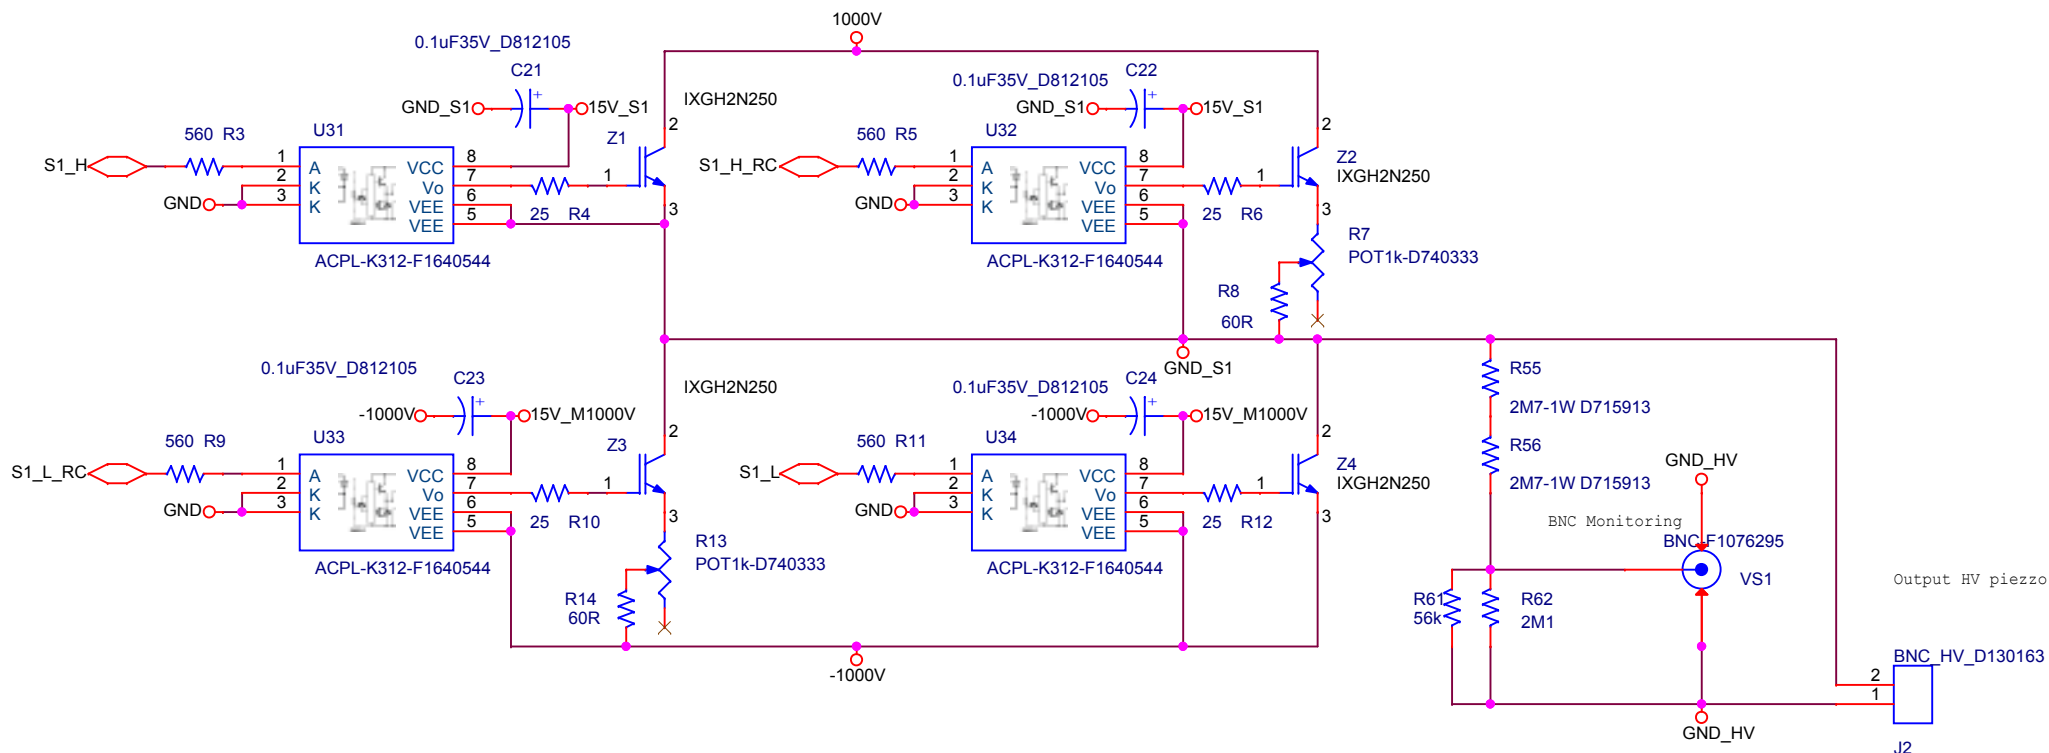 1000V
0.1uF35V_D812105
C21
GND_S1
+
15V_S1
IXGH2N250
0.1uF35V_D812105
C22
GND_S1
+
15V_S1
560 R3
U31
Z1
2
560 R5
U32
2
S1_H
1
A
VCC
8
S1_H_RC
1
A
VCC
8
Z2
2
K
Vo
7
1
2
K
Vo
7
1
IXGH2N250
GND
3
K
VEE
6
GND
3
K
VEE
6
VEE
5
25 R4
3
VEE
5
25 R6
3
R7
ACPL-K312-F1640544
ACPL-K312-F1640544
POT1k-D740333
R8
60R
GND_S1
0.1uF35V_D812105
C23
IXGH2N250
0.1uF35V_D812105
C24
R55
-1000V
+
15V_M1000V
-1000V
+
15V_M1000V
2M7-1W D715913
560 R9
U33
Z3
2
560 R11
U34
2
R56
S1_L_RC
1
A
VCC
8
S1_L
1
A
VCC
8
Z4
2M7-1W D715913
GND_HV
2
K
Vo
7
1
2
K
Vo
7
1
IXGH2N250
GND
3
K
VEE
6
GND
3
K
VEE
6
VEE
5
25 R10
3
VEE
5
25 R12
3
BNC Monitoring
BNC-F1076295
R13
POT1k-D740333
ACPL-K312-F1640544
ACPL-K312-F1640544
VS1
Output HV piezzo
R14
60R
R61
56k
R62
2M1
-1000V
BNC_HV_D130163
2
1
GND_HV
J2